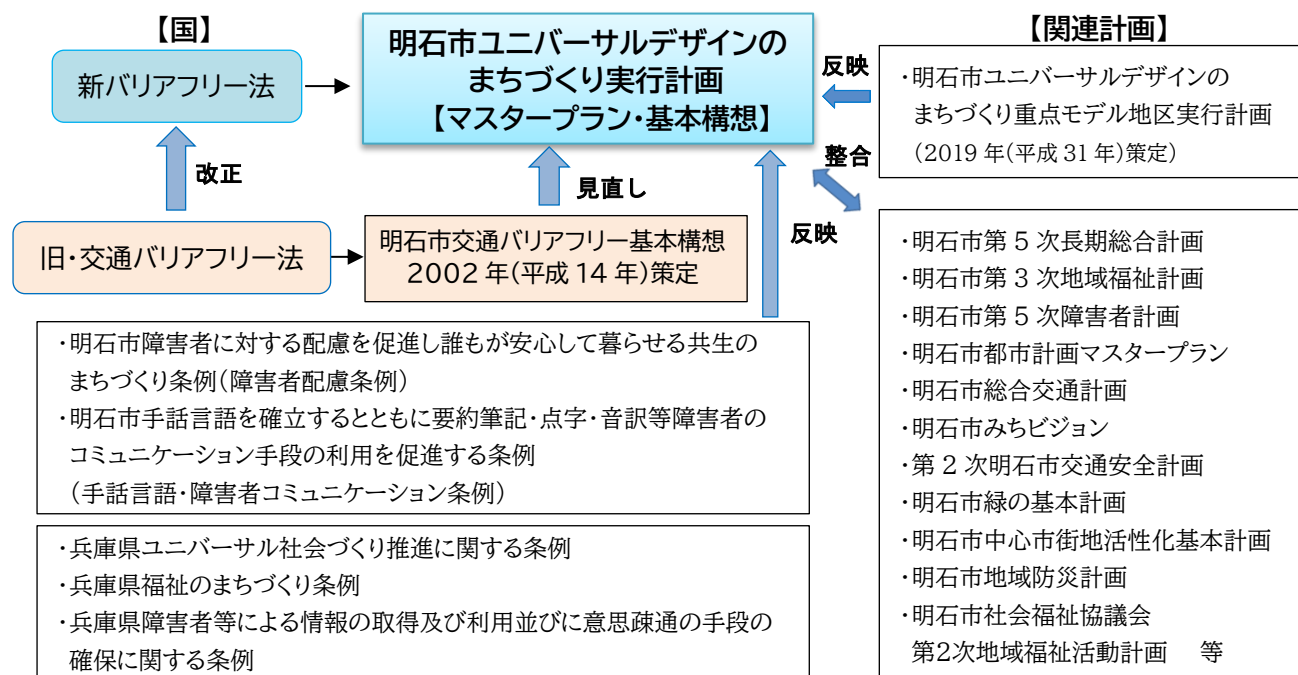 【国】
新バリアフリー法
改正
旧・交通バリアフリー法
明石市ユニバーサルデザインの
まちづくり実行計画
【マスタープラン・基本構想】
見直し
明石市交通バリアフリー基本構想
2002年(平成14年)策定
反映
整合
反映
【関連計画】
・明石市ユニバーサルデザインの
まちづくり重点モデル地区実行計画
(2019年(平成31年)策定)
・明石市第5次長期総合計画
・明石市第3次地域福祉計画
・明石市第5次障害者計画
・明石市都市計画マスタープラン
・明石市総合交通計画
・明石市みちビジョン
・第2次明石市交通安全計画
・明石市緑の基本計画
・明石市中心市街地活性化基本計画
・明石市地域防災計画
・明石市社会福祉協議会
第2次地域福祉活動計画　等
・明石市障害者に対する配慮を促進し誰もが安心して暮らせる共生の
まちづくり条例(障害者配慮条例)
・明石市手話言語を確立するとともに要約筆記・点字・音訳等障害者の
コミュニケーション手段の利用を促進する条例
(手話言語・障害者コミュニケーション条例)
・兵庫県ユニバーサル社会づくり推進に関する条例
・兵庫県福祉のまちづくり条例
・兵庫県障害者等による情報の取得及び利用並びに意思疎通の手段の
確保に関する条例